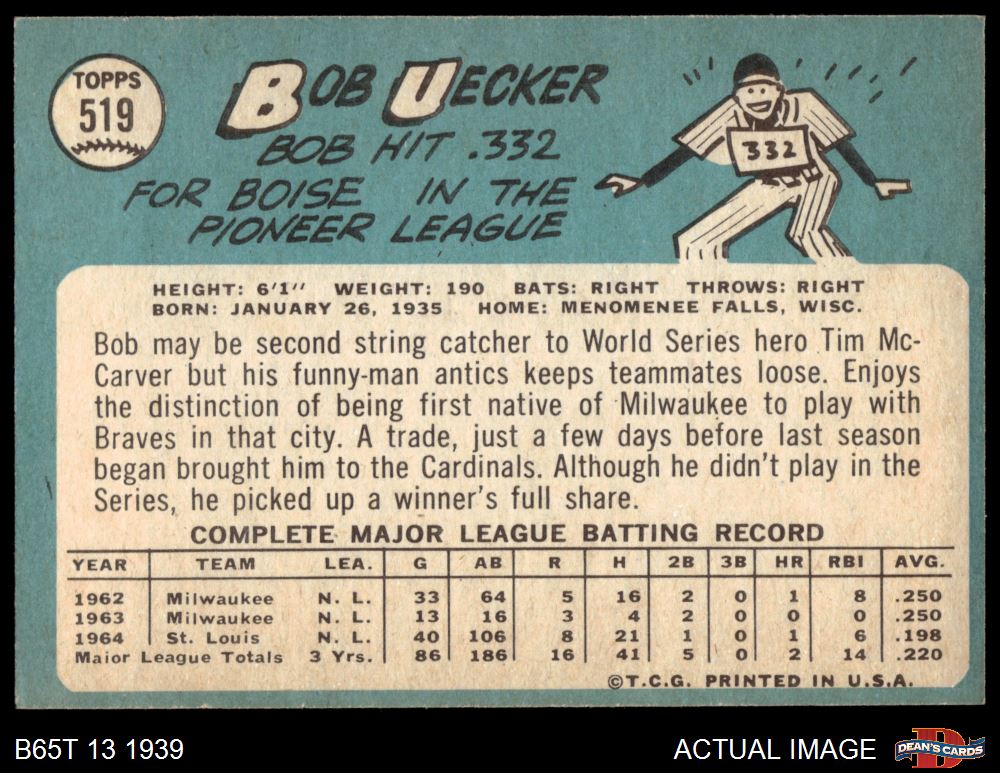 TOPPS
519
BOB UECKER
BOB HIT .332
FOR BOISE IN THE
PIONEER LEAGUE
332
HEIGHT: 6'1" WEIGHT: 190 BATS: RIGHT THROWS: RIGHT
BORN: JANUARY 26, 1935 HOME: MENOMENEE FALLS, WISC.
Bob may be second string catcher to World Series hero Tim Mc-
Carver but his funny-man antics keeps teammates loose. Enjoys
the distinction of being first native of Milwaukee to play with
Braves in that city. A trade, just a few days before last season
began brought him to the Cardinals. Although he didn't play in the
Series, he picked up a winner's full share.
COMPLETE MAJOR LEAGUE BATTING RECORD
YEAR TEAM LEA. G AB R H 2B 3B HR RBI AVG.
1962 Milwaukee N. L. 33 64 5 16 2 0 1 8 .250
1963 Milwaukee N. L. 13 16 3 4 2 0 0 0 .250
1964 St. Louis N. L. 40 106 8 21 1 0 1 6 .198
Major League Totals 3 Yrs. 86 186 16 41 5 0 2 14 .220
©T.C.G. PRINTED IN U.S.A.
B65T 13 1939
ACTUAL IMAGE
D
DEAN'S CARDS